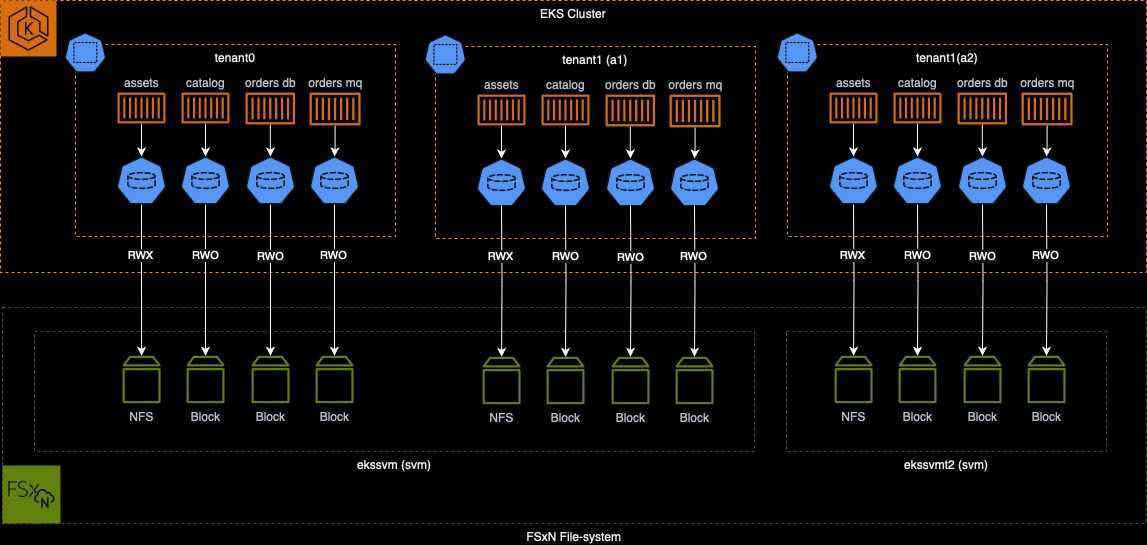 EKS Cluster
K
tenant0
tenant1 (a1)
tenant1(a2)
assets catalog orders db orders mq
assets catalog orders db orders mq
assets catalog orders db orders mq
RWX RWO RWO RWO
RWX RWO RWO RWO
RWX RWO RWO RWO
NFS Block Block Block
NFS Block Block Block
NFS Block Block Block
ekssvm (svm)
ekssvmt2 (svm)
FSx
N
FSxN File-system